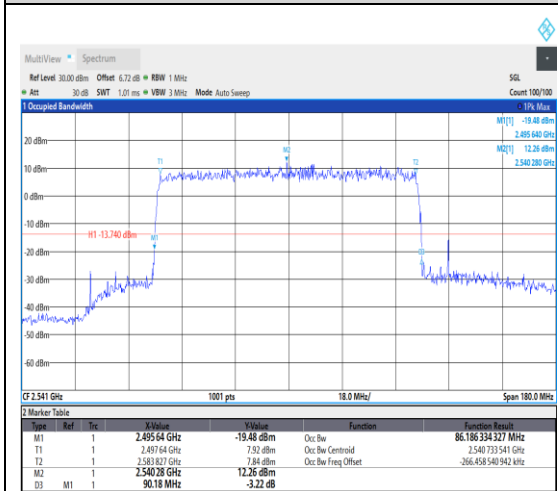 MultiView Spectrum
Ref Level 30.00 dBm Offset 6.72 dB RBW 1 MHz SGL
Att 30 dB SWT 1.01 ms VBW 3 MHz Mode Auto Sweep Count 100/100
1 Occupied Bandwidth 1Pk Max
M1[1] -19.48 dBm
2.495 640 GHz
M2[1] 12.26 dBm
2.540 280 GHz
20 dBm
M2
T1
T2
10 dBm
0 dBm
-10 dBm
H1 -13.740 dBm
M1
-20 dBm
D3
-30 dBm
-40 dBm
-50 dBm
-60 dBm
CF 2.541 GHz 1001 pts 18.0 MHz/ Span 180.0 MHz
2 Marker Table
Type Ref Trc X-Value Y-Value Function Function Result
M1 1 2.495 64 GHz -19.48 dBm Occ Bw 86.186 334 327 MHz
T1 1 2.497 64 GHz 7.92 dBm Occ Bw Centroid 2.540 733 541 GHz
T2 1 2.583 827 GHz 7.84 dBm Occ Bw Freq Offset -266.458 540 942 kHz
M2 1 2.540 28 GHz 12.26 dBm
D3 M1 1 90.18 MHz -3.22 dB